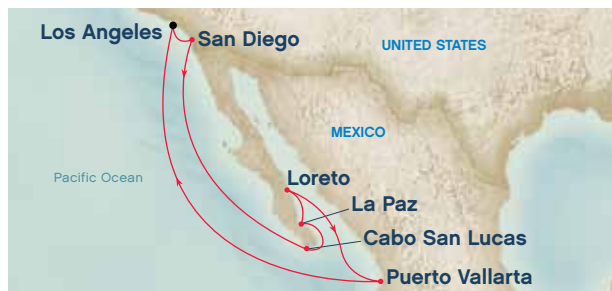 Los Angeles
San Diego
UNITED STATES
MEXICO
Pacific Ocean
Loreto
La Paz
Cabo San Lucas
Puerto Vallarta